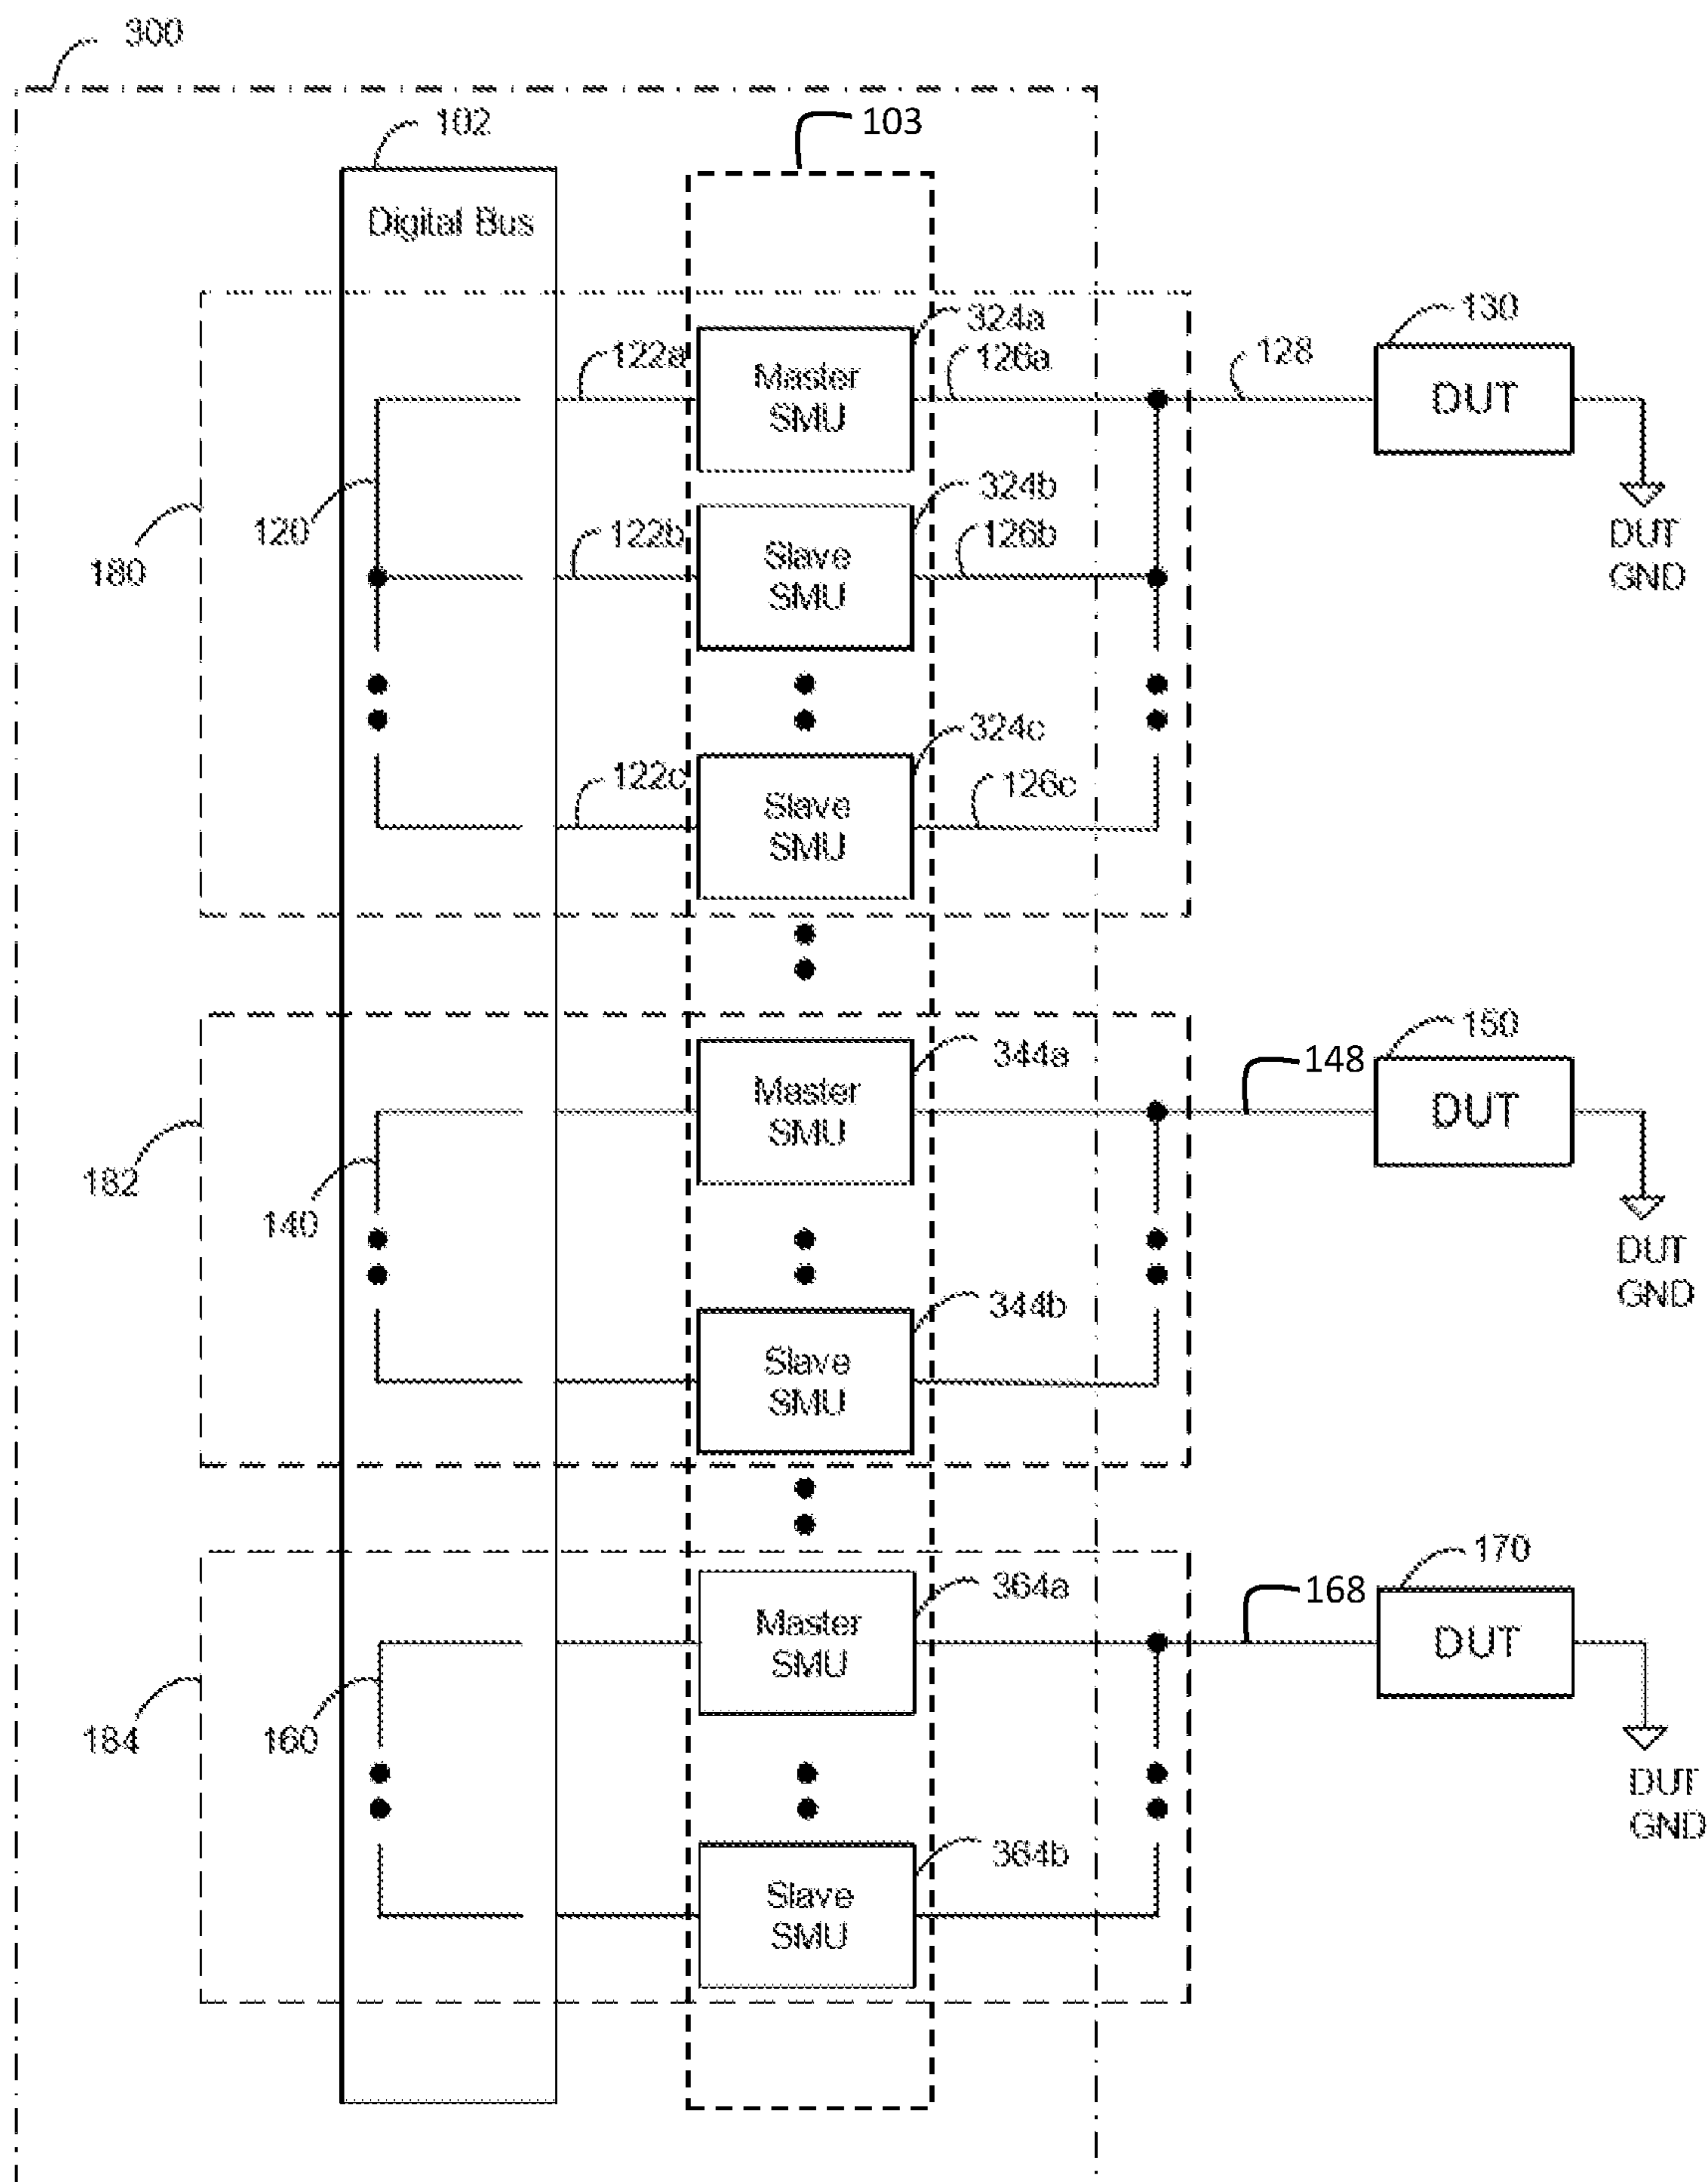 300
102
103
Digital Bus
324a
130
122a
Master
SMU
126a
128
DUT
324b
120
122b
Slave
SMU
126b
DUT
GND
180
324c
122c
Slave
SMU
126c
344a
148
150
Master
SMU
DUT
182
140
DUT
GND
344b
Slave
SMU
364a
168
170
Master
SMU
DUT
184
160
DUT
GND
364b
Slave
SMU